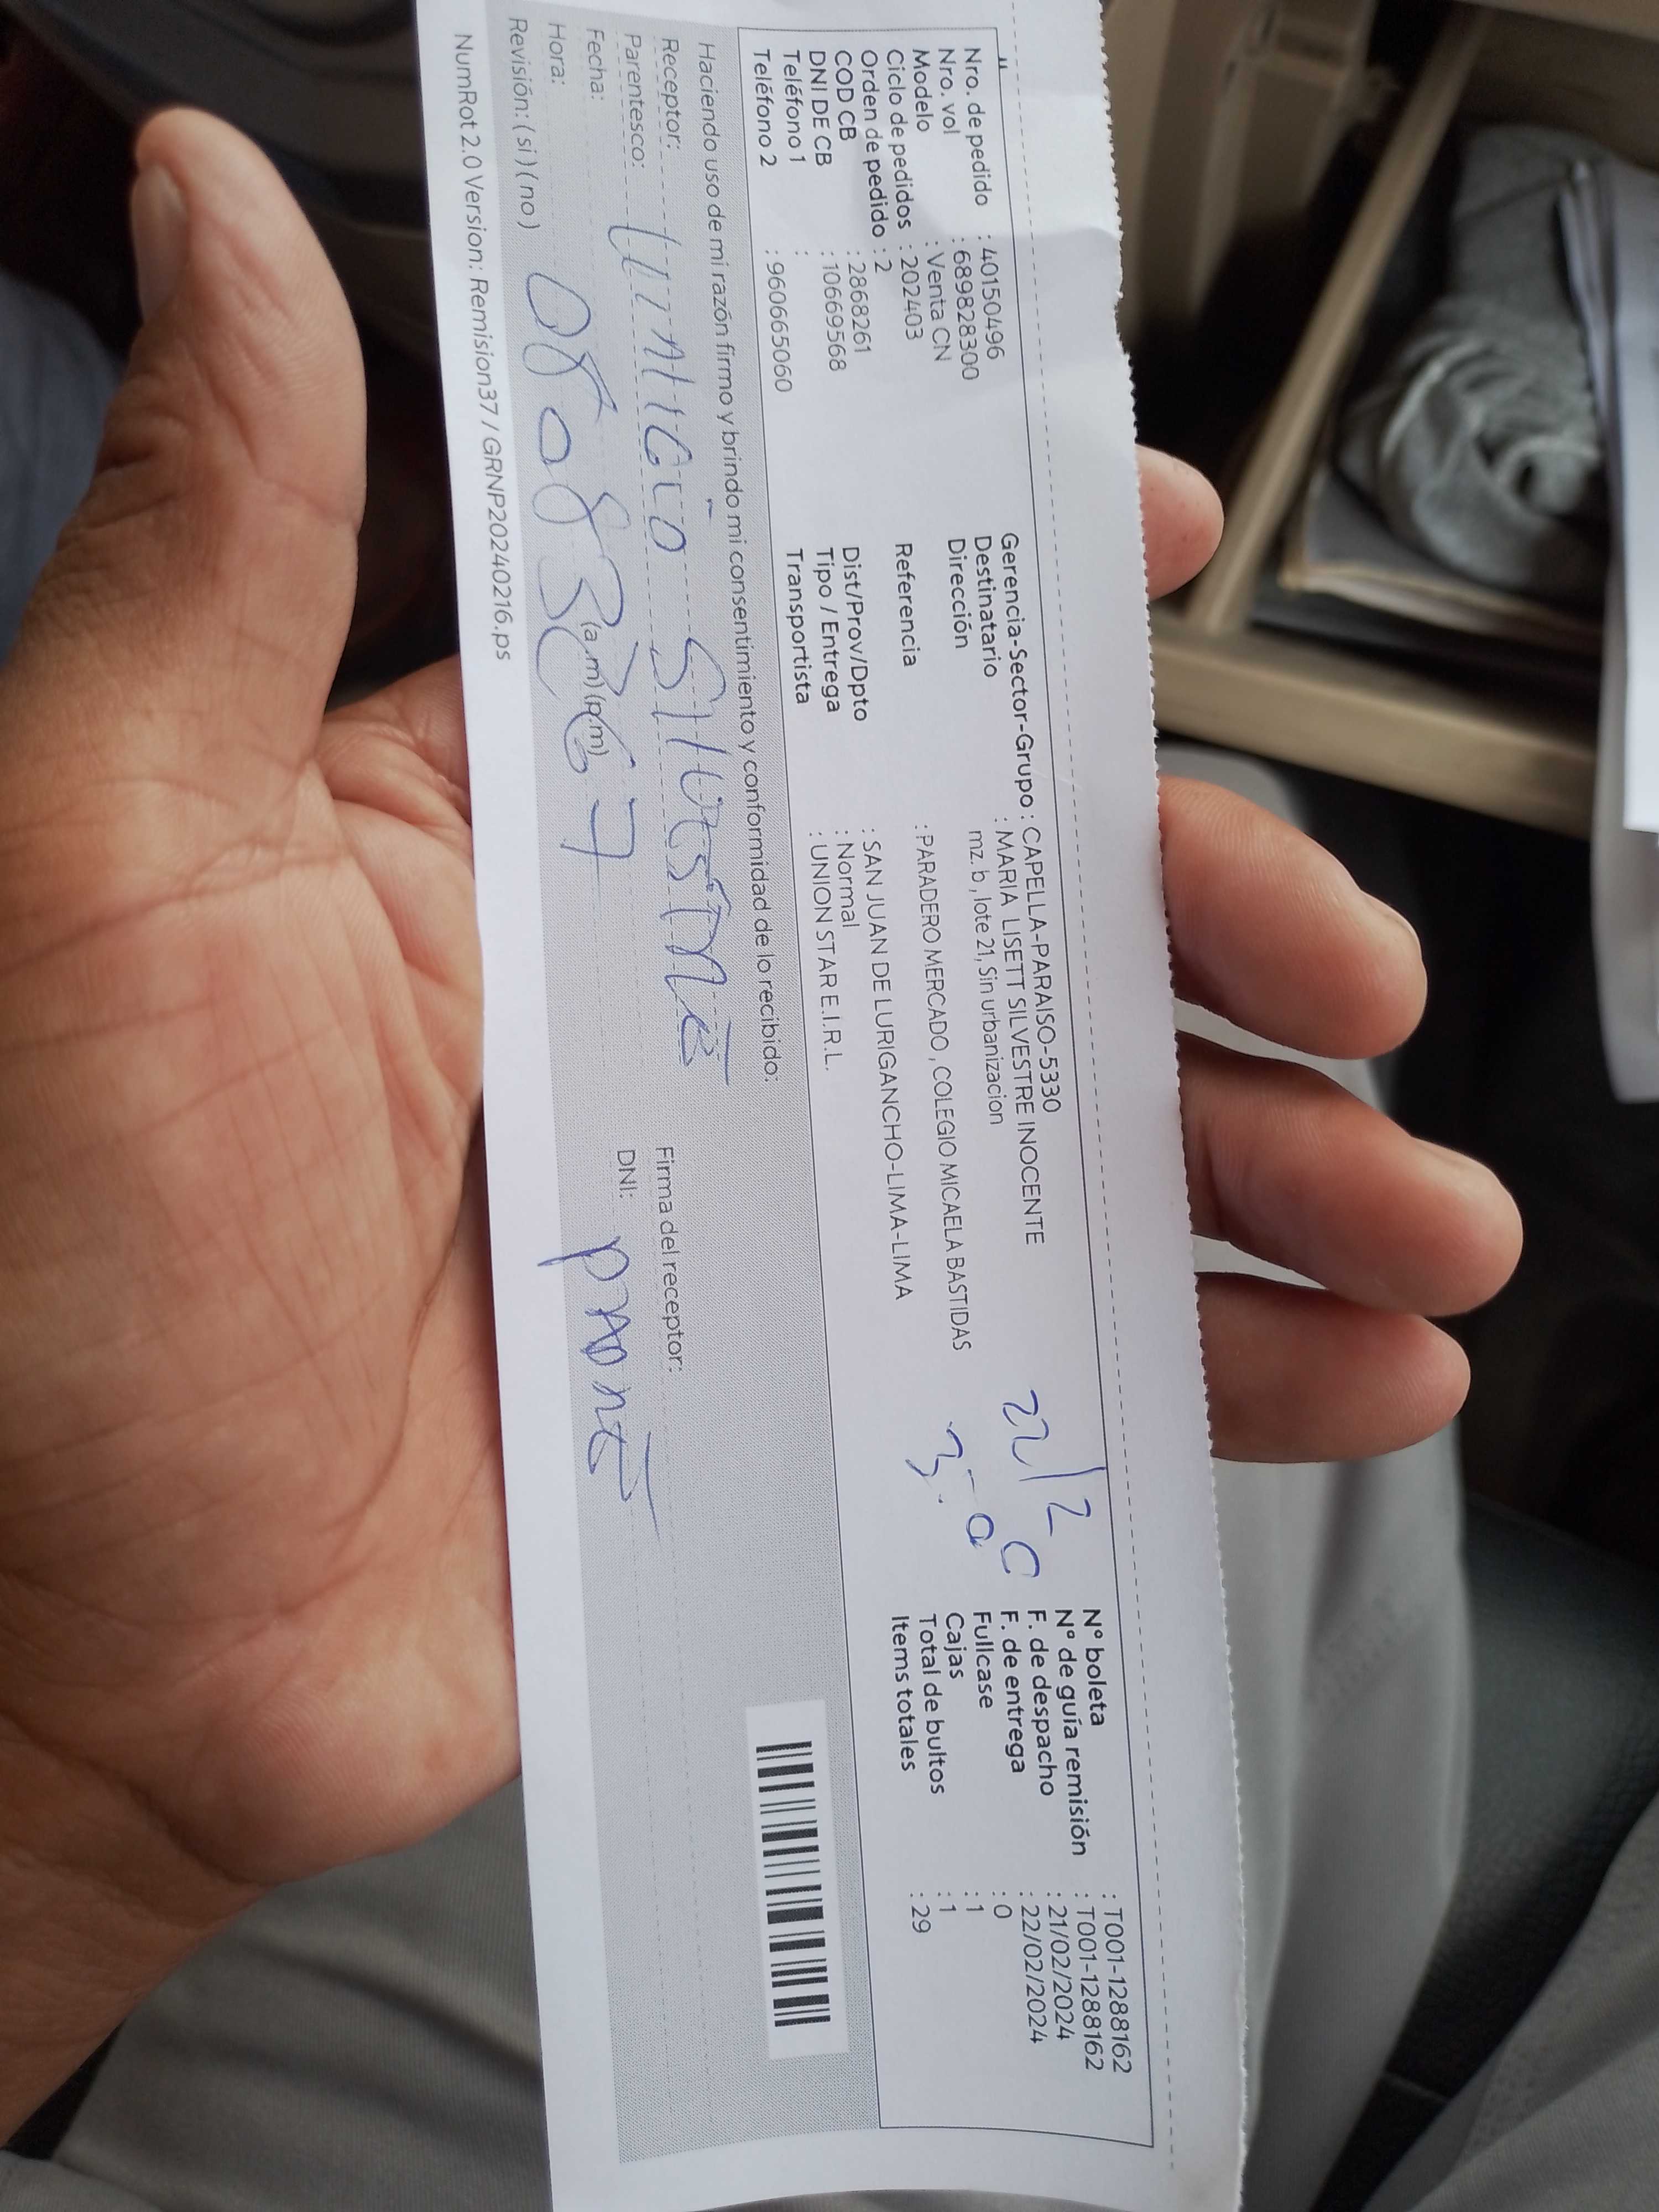 Nro. de pedido : 40150496
Nro. vol : 689828300
Modelo : Venta CN
Ciclo de pedidos : 202403
Orden de pedido : 2
COD CB : 2868261
DNI DE CB : 10669568
Teléfono 1 :
Teléfono 2 : 960665060
Gerencia-Sector-Grupo : CAPELLA-PARAISO-5330
Destinatario : MARIA LISETT SILVESTRE INOCENTE
Dirección mz. b , lote 21, Sin urbanizacion
Referencia : PARADERO MERCADO , COLEGIO MICAELA BASTIDAS
Dist/Prov/Dpto : SAN JUAN DE LURIGANCHO-LIMA-LIMA
Tipo / Entrega : Normal
Transportista : UNION STAR E.I.R.L.
22/2
Nº boleta : T001-1288162
Nº de guía remisión : T001-1288162
F. de despacho : 21/02/2024
F. de entrega : 22/02/2024
Fullcase : 0
Cajas : 1
Total de bultos : 1
Items totales : 29
Haciendo uso de mi razón firmo y brindo mi consentimiento y conformidad de lo recibido:
Receptor:
Parentesco:
Fecha:
Hora: (a.m) (p.m)
Revisión: ( si ) ( no )
Firma del receptor:
DNI:
NumRot 2.0 Version: Remision37 / GRNP20240216.ps